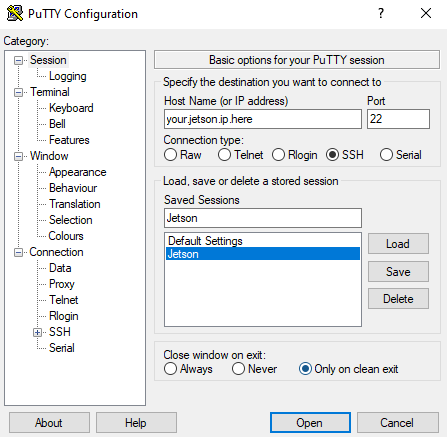 PuTTY Configuration
?
Category:
Session
Logging
Terminal
Keyboard
Bell
Features
Window
Appearance
Behaviour
Translation
Selection
Colours
Connection
Data
Proxy
Telnet
Rlogin
SSH
Serial
Basic options for your PuTTY session
Specify the destination you want to connect to
Host Name (or IP address) Port
your.jetson.ip.here 22
Connection type:
Raw Telnet Rlogin SSH Serial
Load, save or delete a stored session
Saved Sessions
Jetson
Default Settings
Jetson
Load
Save
Delete
Close window on exit:
Always Never Only on clean exit
About Help Open Cancel